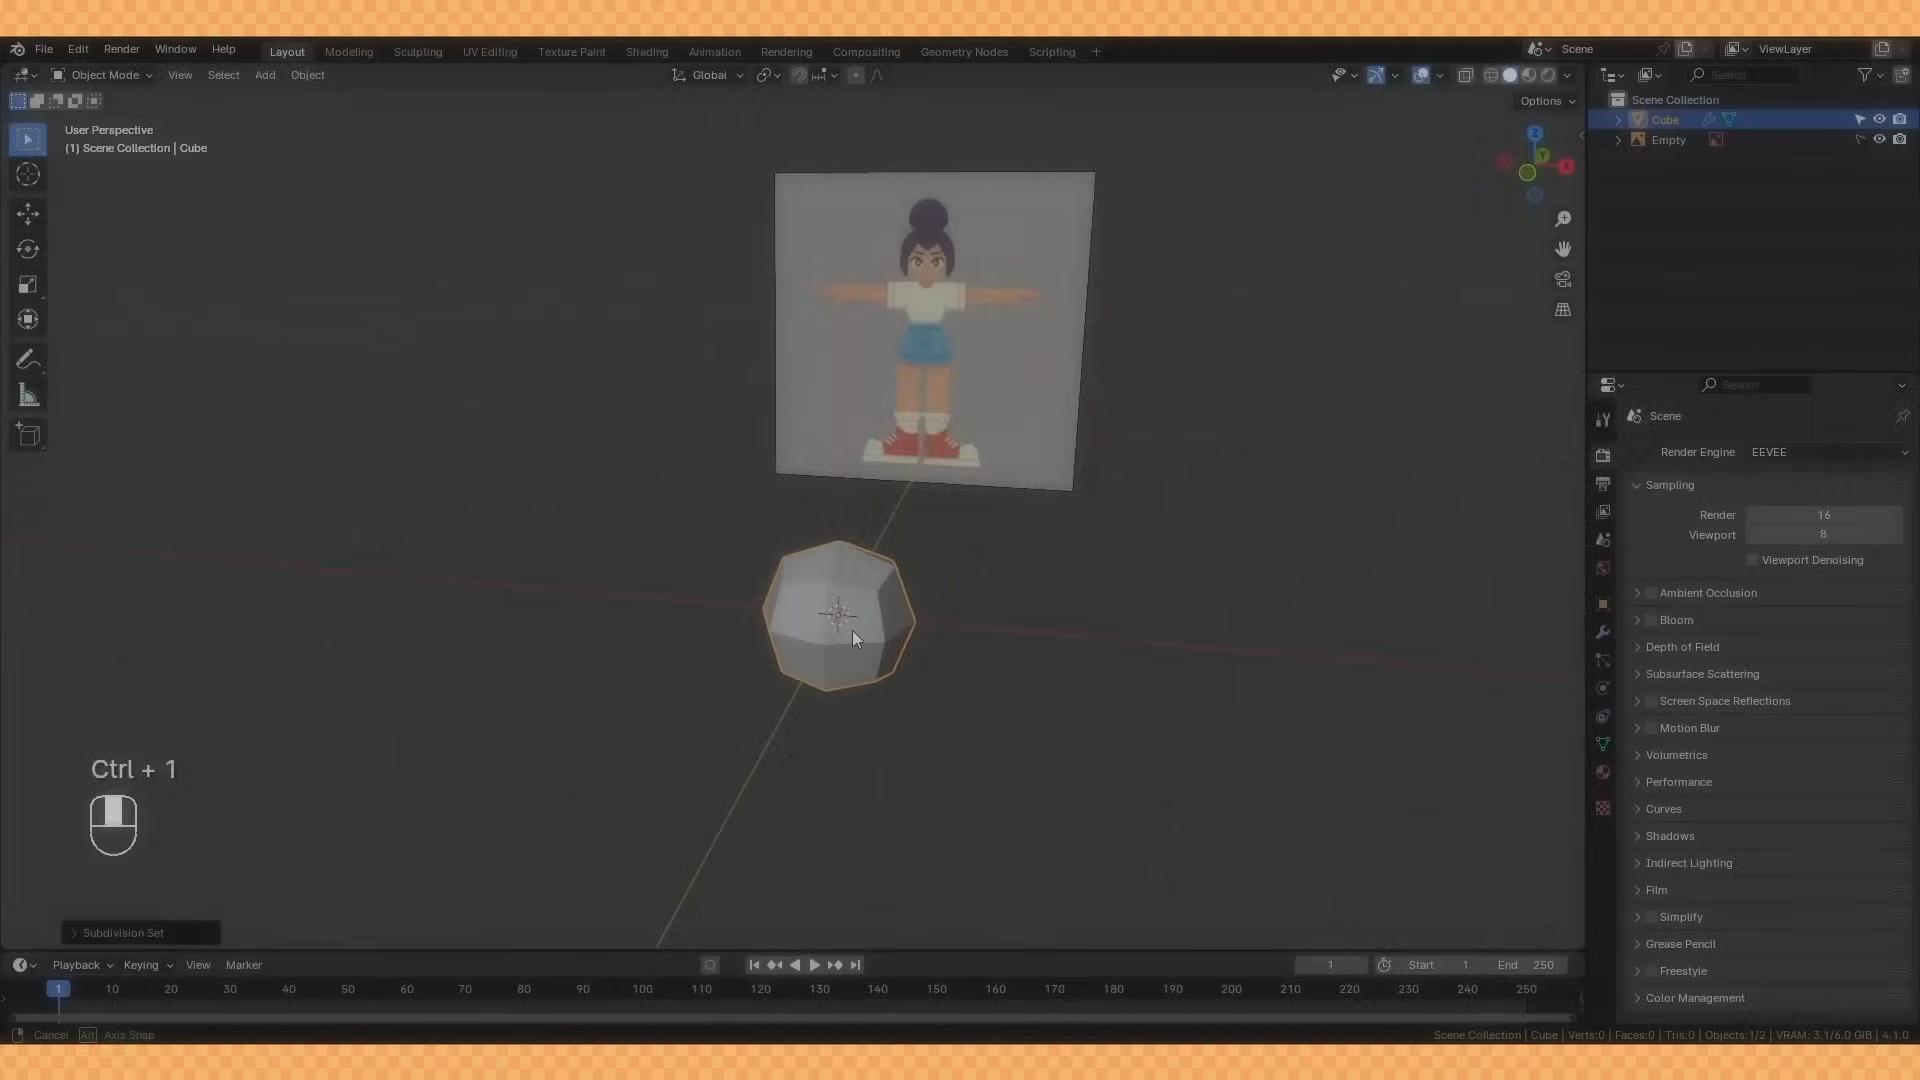 File Edit Render Window Help Layout Modeling Sculpting UV Editing Texture Paint Shading Animation Rendering Compositing Geometry Nodes Scripting + Scene ViewLayer
Object Mode View Select Add Object Global Search
Options
User Perspective
(1) Scene Collection | Cube
Z
Y
X
Scene Collection
Cube
Empty
Search
Scene
Render Engine EEVEE
Sampling
Render 16
Viewport 8
Viewport Denoising
Ambient Occlusion
Bloom
Depth of Field
Subsurface Scattering
Screen Space Reflections
Motion Blur
Volumetrics
Performance
Curves
Shadows
Indirect Lighting
Film
Simplify
Grease Pencil
Freestyle
Color Management
Ctrl + 1
Subdivision Set
Playback Keying View Marker 1 Start 1 End 250
1 10 20 30 40 50 60 70 80 90 100 110 120 130 140 150 160 170 180 190 200 210 220 230 240 250
Cancel Alt Axis Snap Scene Collection | Cube | Verts:0 | Faces:0 | Tris:0 | Objects:1/2 | VRAM: 3.1/6.0 GiB | 4.1.0